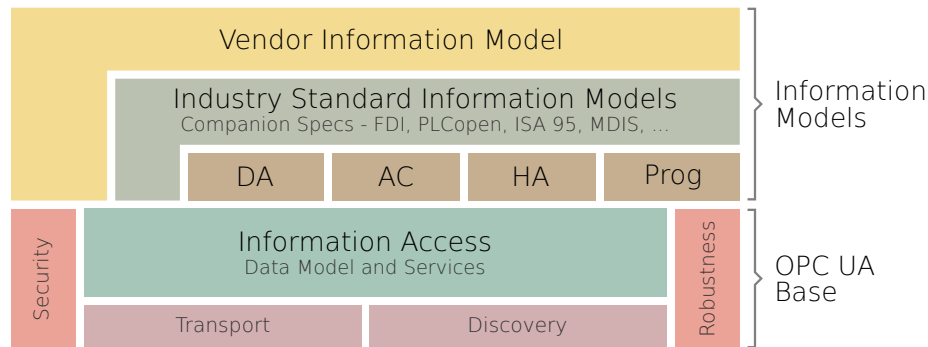 Vendor Information Model
Industry Standard Information Models
Companion Specs - FDI, PLCopen, ISA 95, MDIS, ...
DA
AC
HA
Prog
Information
Models
Security
Information Access
Data Model and Services
Transport
Discovery
Robustness
OPC UA
Base